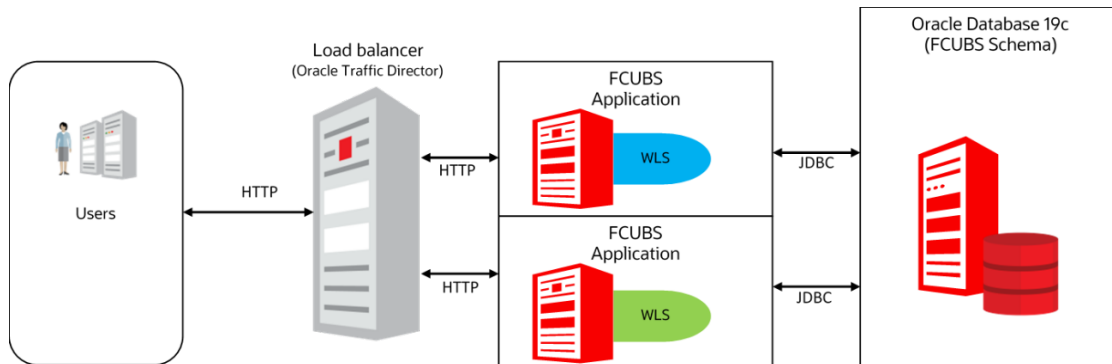 Users
HTTP
Load balancer
(Oracle Traffic Director)
HTTP
HTTP
FCUBS
Application
WLS
FCUBS
Application
WLS
JDBC
JDBC
Oracle Database 19c
(FCUBS Schema)